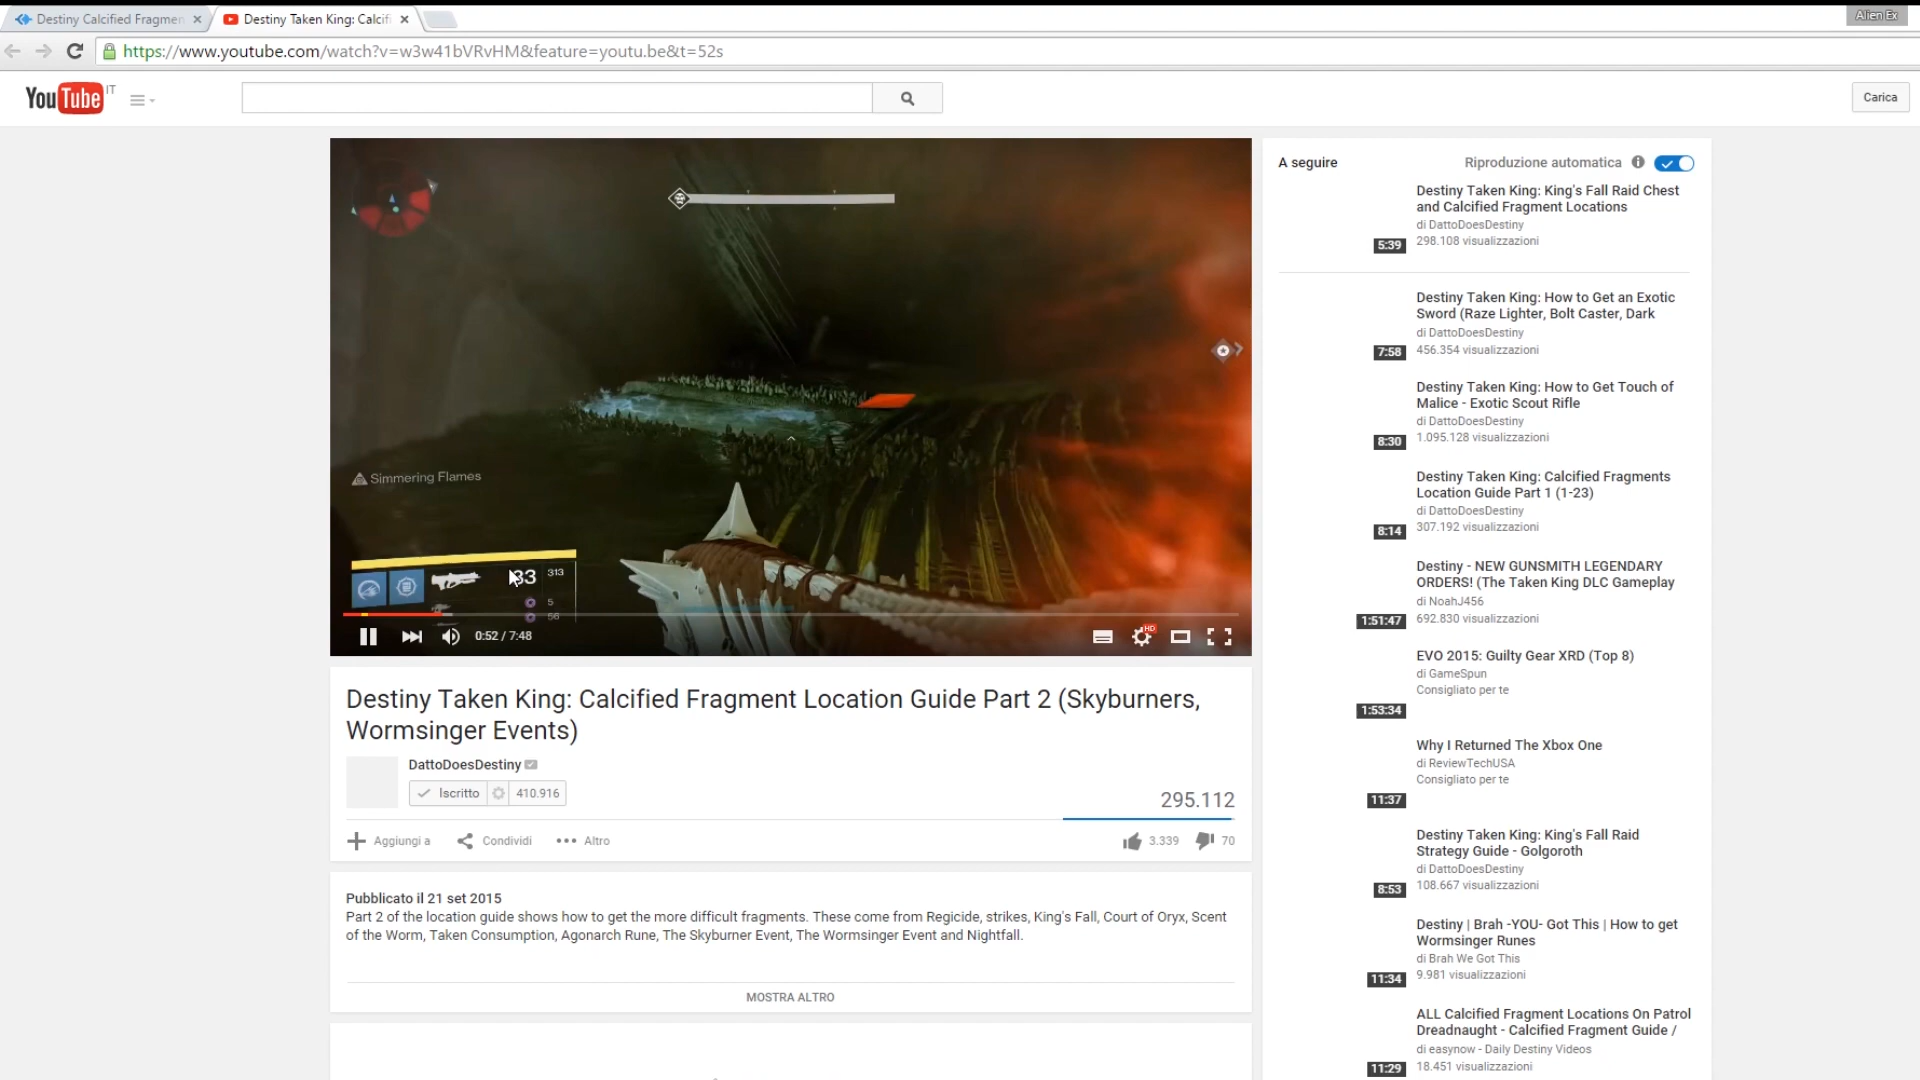 Destiny Calcified Fragmen
Destiny Taken King: Calcifi
Alien Ex
https://www.youtube.com/watch?v=w3w41bVRvHM&feature=youtu.be&t=52s
YouTube IT
Carica
Simmering Flames
33 313
5
56
0:52 / 7:48
HD
Destiny Taken King: Calcified Fragment Location Guide Part 2 (Skyburners,
Wormsinger Events)
DattoDoesDestiny
Iscritto 410.916
295.112
Aggiungi a Condividi Altro
3.339 70
Pubblicato il 21 set 2015
Part 2 of the location guide shows how to get the more difficult fragments. These come from Regicide, strikes, King's Fall, Court of Oryx, Scent
of the Worm, Taken Consumption, Agonarch Rune, The Skyburner Event, The Wormsinger Event and Nightfall.
MOSTRA ALTRO
A seguire
Riproduzione automatica
Destiny Taken King: King's Fall Raid Chest
and Calcified Fragment Locations
di DattoDoesDestiny
298.108 visualizzazioni
5:39
Destiny Taken King: How to Get an Exotic
Sword (Raze Lighter, Bolt Caster, Dark
di DattoDoesDestiny
456.354 visualizzazioni
7:58
Destiny Taken King: How to Get Touch of
Malice - Exotic Scout Rifle
di DattoDoesDestiny
1.095.128 visualizzazioni
8:30
Destiny Taken King: Calcified Fragments
Location Guide Part 1 (1-23)
di DattoDoesDestiny
307.192 visualizzazioni
8:14
Destiny - NEW GUNSMITH LEGENDARY
ORDERS! (The Taken King DLC Gameplay
di NoahJ456
692.830 visualizzazioni
1:51:47
EVO 2015: Guilty Gear XRD (Top 8)
di GameSpun
Consigliato per te
1:53:34
Why I Returned The Xbox One
di ReviewTechUSA
Consigliato per te
11:37
Destiny Taken King: King's Fall Raid
Strategy Guide - Golgoroth
di DattoDoesDestiny
108.667 visualizzazioni
8:53
Destiny | Brah -YOU- Got This | How to get
Wormsinger Runes
di Brah We Got This
9.981 visualizzazioni
11:34
ALL Calcified Fragment Locations On Patrol
Dreadnaught - Calcified Fragment Guide /
di easynow - Daily Destiny Videos
18.451 visualizzazioni
11:29